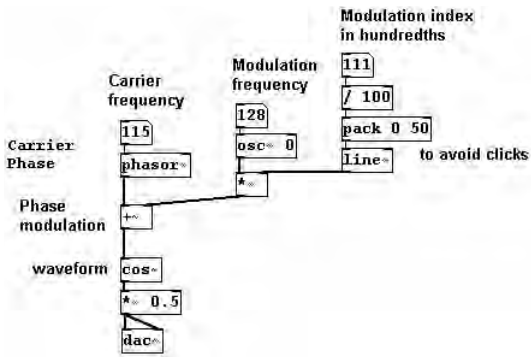 Modulation index
in hundredths
111
/ 100
pack 0 50
line~
to avoid clicks
Modulation
frequency
128
osc~ 0
*~
Carrier
frequency
115
Carrier
Phase
phasor~
Phase
modulation
+~
waveform
cos~
*~ 0.5
dac~